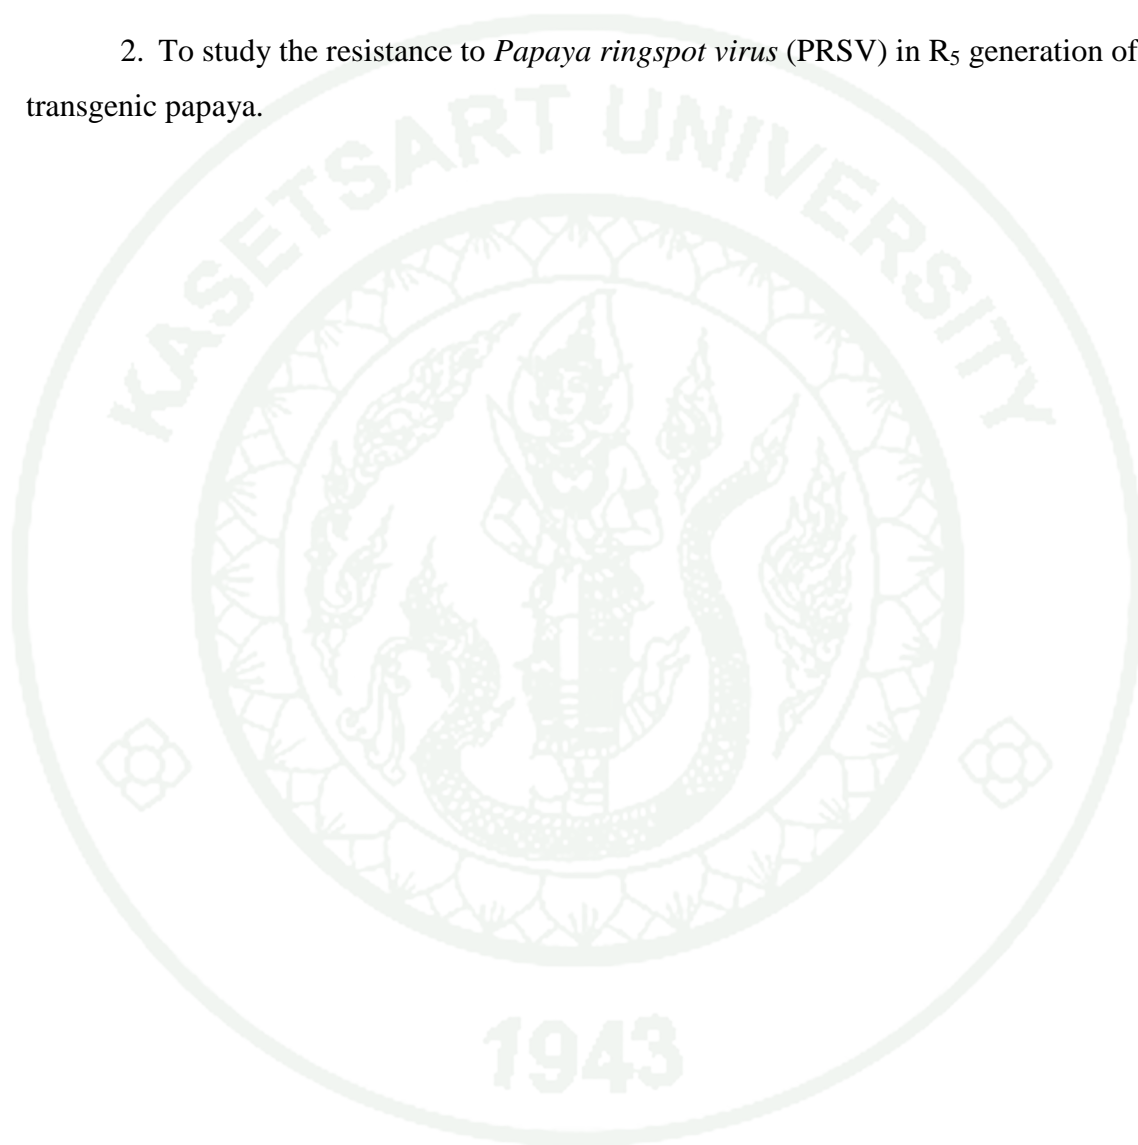 2. To study the resistance to Papaya ringspot virus (PRSV) in R₅ generation of
transgenic papaya.
KASETSART UNIVERSITY
1943